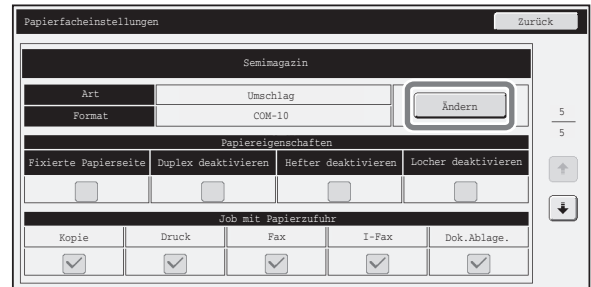 Papierfacheinstellungen Zurück
Semimagazin
Art Umschlag
Ändern
Format COM-10
5
5
Papiereigenschaften
Fixierte Papierseite Duplex deaktivieren Hefter deaktivieren Locher deaktivieren
Job mit Papierzufuhr
Kopie Druck Fax I-Fax Dok.Ablage.